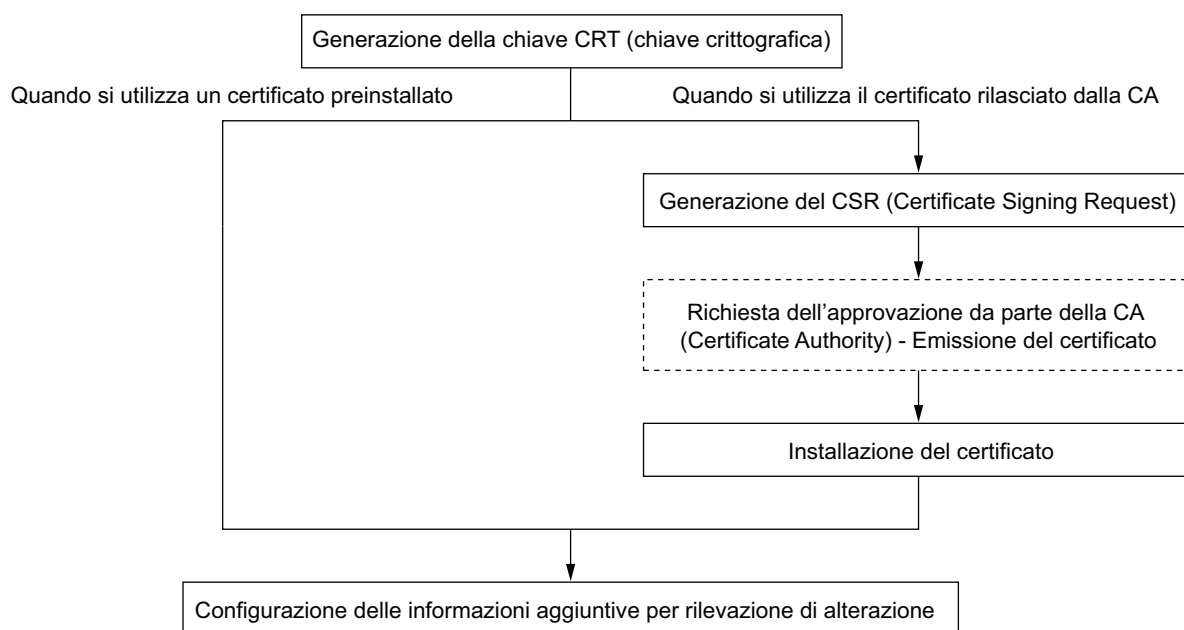 Generazione della chiave CRT (chiave crittografica)
Quando si utilizza un certificato preinstallato
Quando si utilizza il certificato rilasciato dalla CA
Generazione del CSR (Certificate Signing Request)
Richiesta dell’approvazione da parte della CA
(Certificate Authority) - Emissione del certificato
Installazione del certificato
Configurazione delle informazioni aggiuntive per rilevazione di alterazione